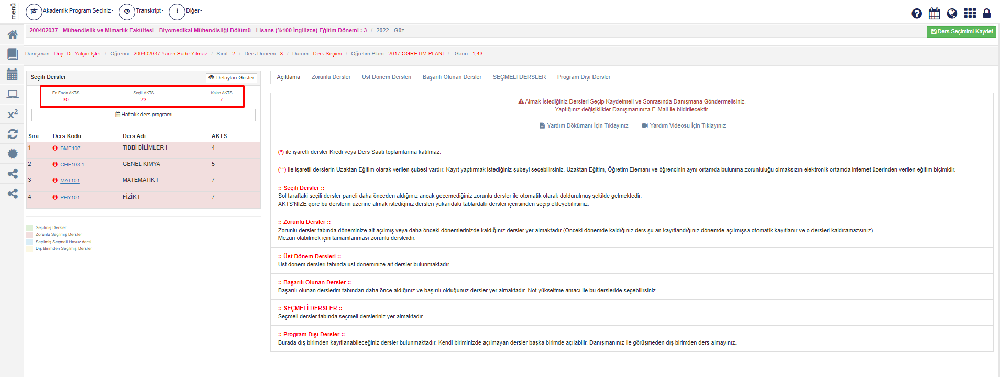 menü
Akademik Program Seçiniz -
Transkript -
Diğer -
200402037 - Mühendislik ve Mimarlık Fakültesi - Biyomedikal Mühendisliği Bölümü - Lisans (%100 İngilizce) Eğitim Dönemi : 3 / 2022 - Güz
Ders Seçimimi Kaydet
Danışman : Doç. Dr. Yalçın İşler / Öğrenci : 200402037 Yaren Sude Yılmaz / Sınıf : 2 / Ders Dönemi : 3 / Durum : Ders Seçimi / Öğretim Planı : 2017 ÖĞRETİM PLANI / Gano : 1,43
Seçili Dersler
Detayları Göster
En Fazla AKTS Seçili AKTS Kalan AKTS
30 23 7
Haftalık ders programı
Sıra Ders Kodu Ders Adı AKTS
1 BME107 TIBBİ BİLİMLER I 4
2 CHE103.1 GENEL KİMYA 5
3 MAT101 MATEMATİK I 7
4 PHY101 FİZİK I 7
Seçilmiş Dersler
Zorunlu Seçilmiş Dersler
Seçilmiş Seçmeli Havuz dersi
Dış Birimden Seçilmiş Dersler
Açıklama Zorunlu Dersler Üst Dönem Dersleri Başarılı Olunan Dersler SEÇMELİ DERSLER Program Dışı Dersler
Almak İstediğiniz Dersleri Seçip Kaydetmeli ve Sonrasında Danışmana Göndermelisiniz.
Yaptığınız değişiklikler Danışmanınıza E-Mail ile bildirilecektir.
Yardım Dökümanı İçin Tıklayınız Yardım Videosu İçin Tıklayınız
(*) ile işaretli dersler Kredi veya Ders Saati toplamlarına katılmaz.
(**) ile işaretli derslerin Uzaktan Eğitim olarak verilen şubesi vardır. Kayıt yaptırmak istediğiniz şubeyi seçebilirsiniz. Uzaktan Eğitim, Öğretim Elemanı ve öğrencinin aynı ortamda bulunma zorunluluğu olmaksızın elektronik ortamda internet üzerinden verilen eğitim biçimidir.
:: Seçili Dersler ::
Sol taraftaki seçili dersler paneli daha önceden aldığınız ancak geçemediğiniz zorunlu dersler ile otomatik olarak doldurulmuş şekilde gelmektedir.
AKTS'NİZE göre bu derslerin üzerine almak istediğiniz dersleri yukarıdaki tablardaki dersler içerisinden seçip ekleyebilirsiniz.
:: Zorunlu Dersler ::
Zorunlu dersler tabında döneminize ait açılmış veya daha önceki dönemlerinizde kaldığınız dersler yer almaktadır (Önceki dönemde kaldığınız ders şu an kayıtlandığınız dönemde açılmışsa otomatik kayıtlanır ve o dersleri kaldıramazsınız).
Mezun olabilmek için tamamlanması zorunlu derslerdir.
:: Üst Dönem Dersleri ::
Üst dönem dersleri tabında üst döneminize ait dersler bulunmaktadır.
:: Başarılı Olunan Dersler ::
Başarılı olunan derslerim tabından daha önce aldığınız ve başırılı olduğunuz dersler yer almaktadır. Not yükseltme amacı ile bu dersleride seçebilirsiniz.
:: SEÇMELİ DERSLER ::
Seçmeli dersler tabında seçmeli dersleriniz yer almaktadır.
:: Program Dışı Dersler ::
Burada dış birimden kayıtlanabileceğiniz dersler bulunmaktadır. Kendi biriminizde açılmayan dersler başka birimde açılabilir. Danışmanınız ile görüşmeden dış birimden ders almayınız.